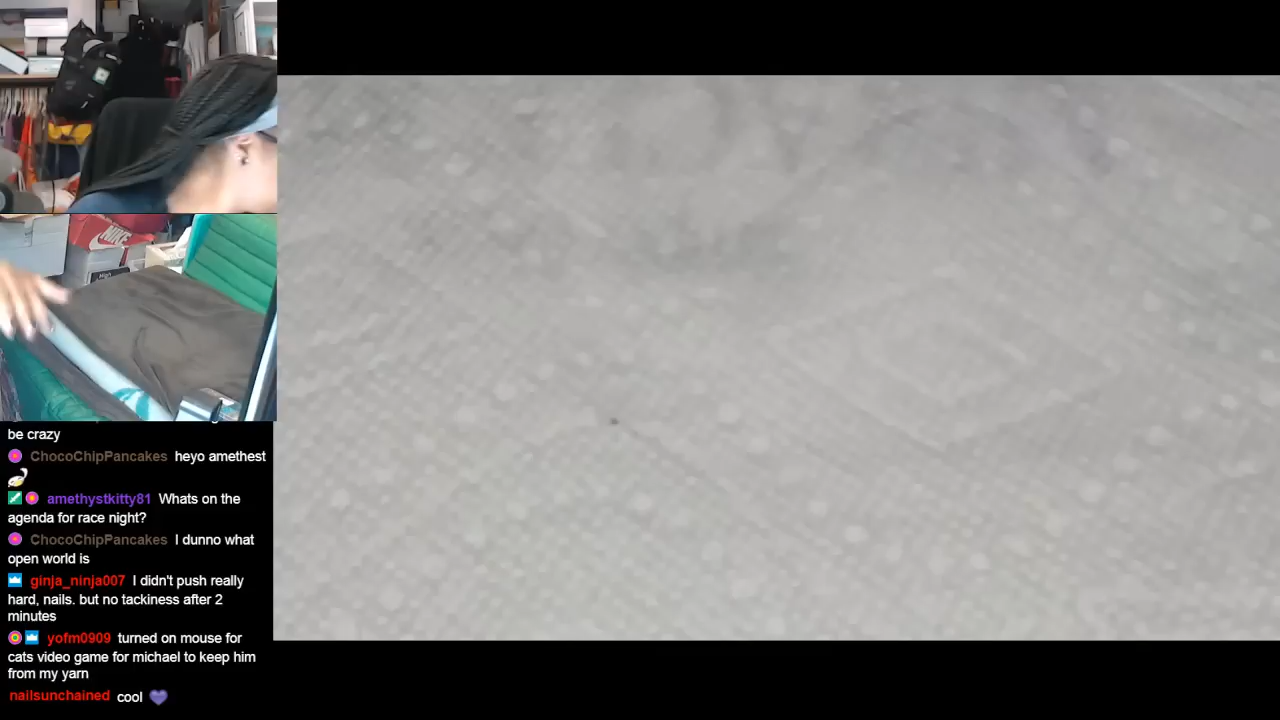 NIKE
High
be crazy
ChocoChipPancakes heyo amethest
amethystkitty81 Whats on the
agenda for race night?
ChocoChipPancakes I dunno what
open world is
ginja_ninja007 I didn't push really
hard, nails. but no tackiness after 2
minutes
yofm0909 turned on mouse for
cats video game for michael to keep him
from my yarn
nailsunchained cool